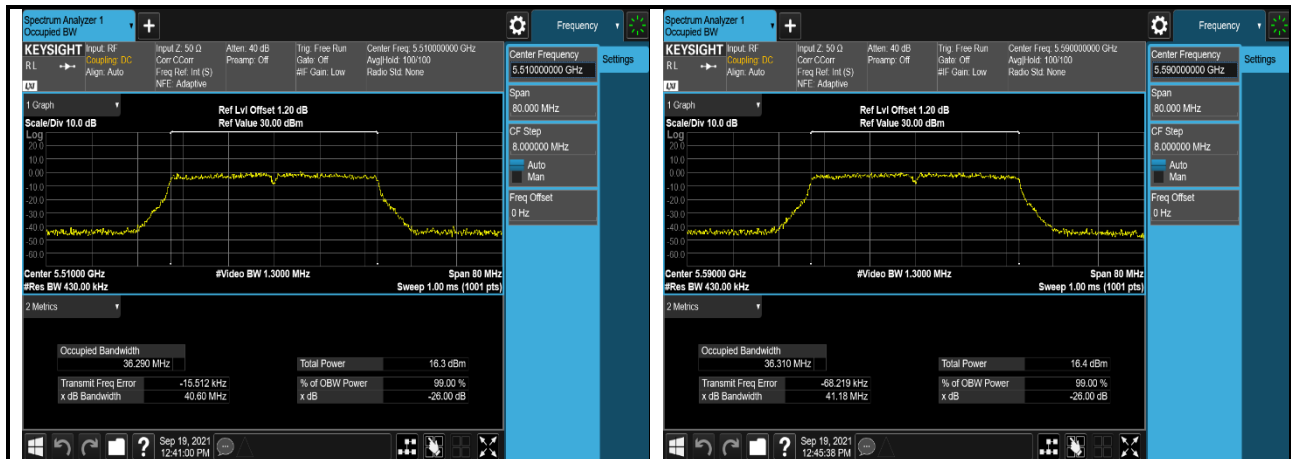 Spectrum Analyzer 1
Occupied BW
+
Frequency
KEYSIGHT
RL
LXI
Input: RF
Coupling: DC
Align: Auto
Input Z: 50 Ω
Corr CCorr
Freq Ref: Int (S)
NFE: Adaptive
Atten: 40 dB
Preamp: Off
Trig: Free Run
Gate: Off
#IF Gain: Low
Center Freq: 5.510000000 GHz
Avg|Hold: 100/100
Radio Std: None
Center Frequency
5.510000000 GHz
Settings
Span
80.000 MHz
CF Step
8.000000 MHz
Auto
Man
Freq Offset
0 Hz
1 Graph
Scale/Div 10.0 dB
Ref Lvl Offset 1.20 dB
Ref Value 30.00 dBm
Log
20.0
10.0
0.00
-10.0
-20.0
-30.0
-40.0
-50.0
-60.0
Center 5.51000 GHz
#Video BW 1.3000 MHz
Span 80 MHz
#Res BW 430.00 kHz
Sweep 1.00 ms (1001 pts)
2 Metrics
Occupied Bandwidth
36.290 MHz
Total Power 16.3 dBm
Transmit Freq Error -15.512 kHz
% of OBW Power 99.00 %
x dB Bandwidth 40.60 MHz
x dB -26.00 dB
?
Sep 19, 2021
12:41:00 PM
Spectrum Analyzer 1
Occupied BW
+
Frequency
KEYSIGHT
RL
LXI
Input: RF
Coupling: DC
Align: Auto
Input Z: 50 Ω
Corr CCorr
Freq Ref: Int (S)
NFE: Adaptive
Atten: 40 dB
Preamp: Off
Trig: Free Run
Gate: Off
#IF Gain: Low
Center Freq: 5.590000000 GHz
Avg|Hold: 100/100
Radio Std: None
Center Frequency
5.590000000 GHz
Settings
Span
80.000 MHz
CF Step
8.000000 MHz
Auto
Man
Freq Offset
0 Hz
1 Graph
Scale/Div 10.0 dB
Ref Lvl Offset 1.20 dB
Ref Value 30.00 dBm
Log
20.0
10.0
0.00
-10.0
-20.0
-30.0
-40.0
-50.0
-60.0
Center 5.59000 GHz
#Video BW 1.3000 MHz
Span 80 MHz
#Res BW 430.00 kHz
Sweep 1.00 ms (1001 pts)
2 Metrics
Occupied Bandwidth
36.310 MHz
Total Power 16.4 dBm
Transmit Freq Error -68.219 kHz
% of OBW Power 99.00 %
x dB Bandwidth 41.18 MHz
x dB -26.00 dB
?
Sep 19, 2021
12:45:38 PM